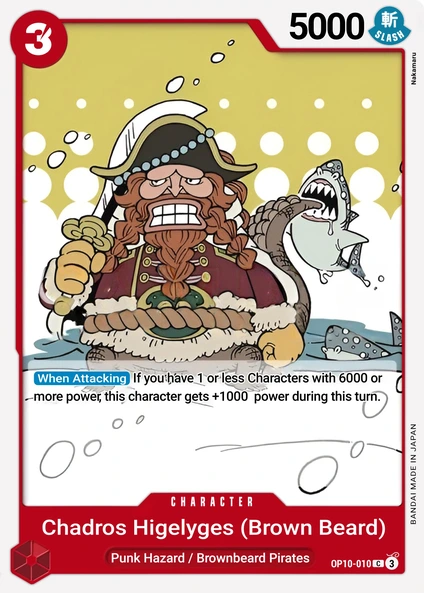 3
5000
斬
SLASH
Nakamaru
When Attacking If you have 1 or less Characters with 6000 or
more power, this character gets +1000 power during this turn.
BANDAI MADE IN JAPAN
CHARACTER
Chadros Higelyges (Brown Beard)
Punk Hazard / Brownbeard Pirates
OP10-010 C 3